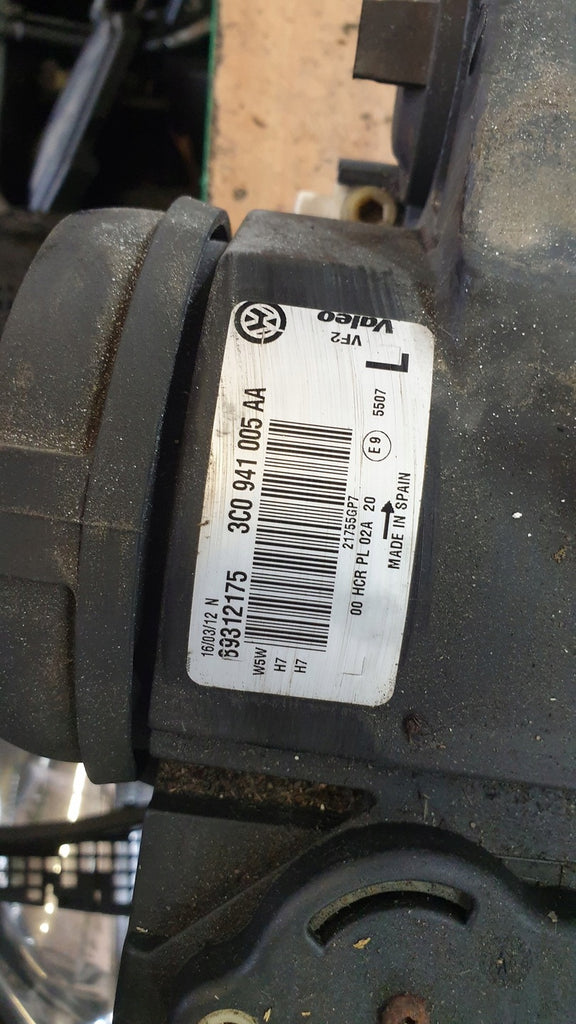 Valeo
VF2
L
16/03/12 N
89312175 3C0 941 005 AA
W5W
H7
H7
21755GP7
00 HCR PL 02A 20 E9 5507
MADE IN SPAIN